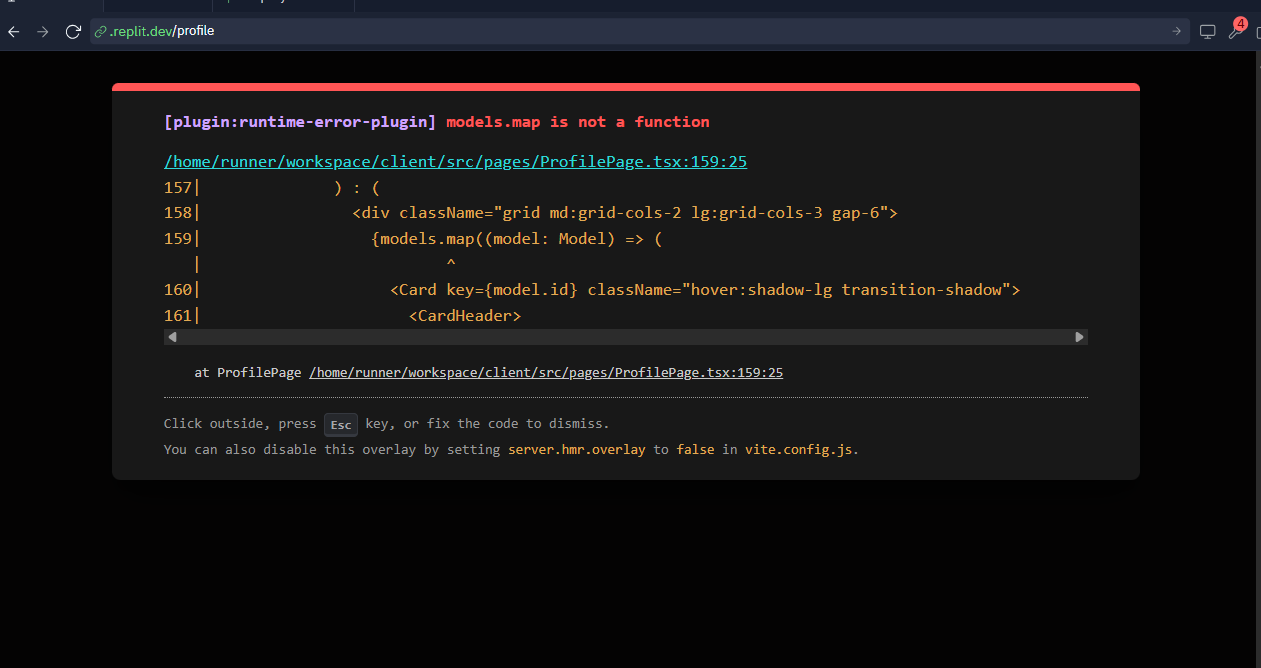 .replit.dev/profile
4
[plugin:runtime-error-plugin] models.map is not a function
/home/runner/workspace/client/src/pages/ProfilePage.tsx:159:25
157|              ) : (
158|                <div className="grid md:grid-cols-2 lg:grid-cols-3 gap-6">
159|                  {models.map((model: Model) => (
   |                          ^
160|                    <Card key={model.id} className="hover:shadow-lg transition-shadow">
161|                      <CardHeader>
at ProfilePage /home/runner/workspace/client/src/pages/ProfilePage.tsx:159:25
Click outside, press Esc key, or fix the code to dismiss.
You can also disable this overlay by setting server.hmr.overlay to false in vite.config.js.